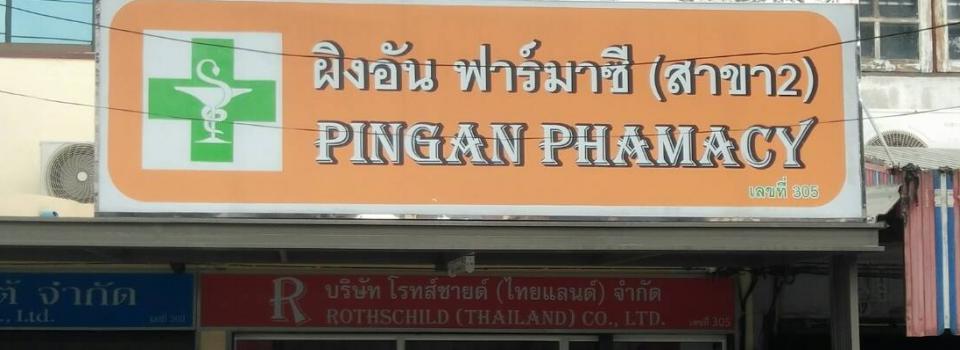 ผิงอัน ฟาร์มาซี (สาขา2)
PINGAN PHAMACY
เลขที่ 305
จำกัด
., Ltd.
R
บริษัท โรทส์ชายด์ (ไทยแลนด์) จำกัด
ROTHSCHILD (THAILAND) CO., LTD.
เลขที่ 305